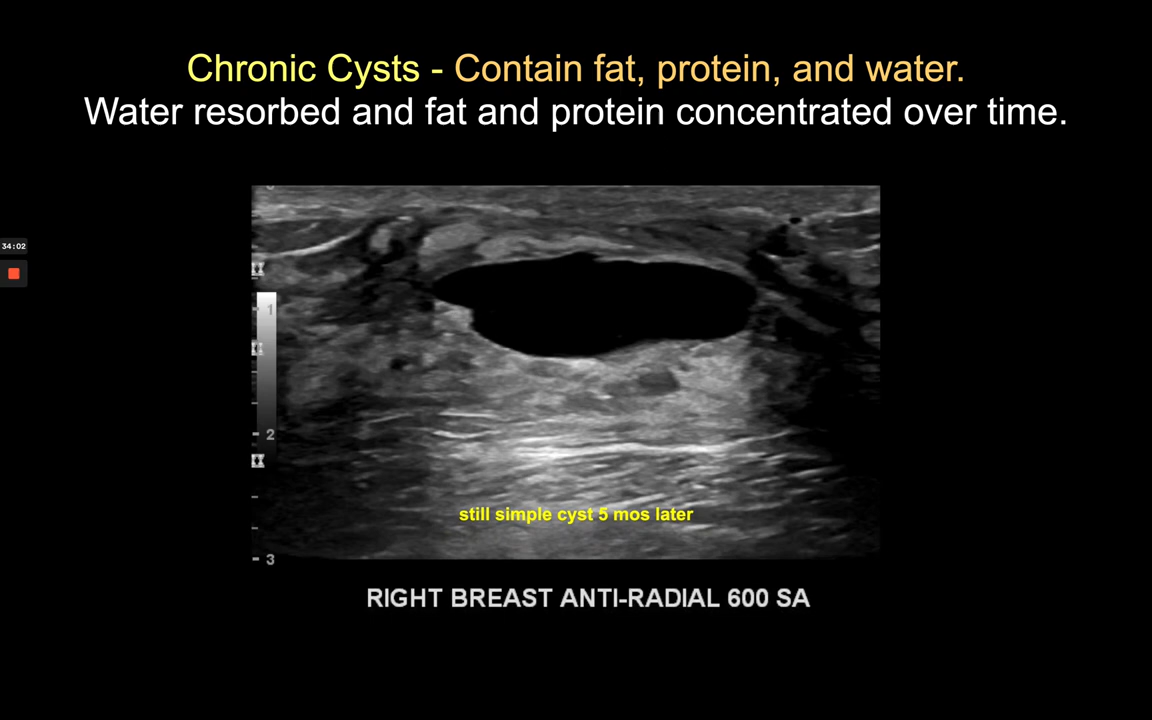 Chronic Cysts - Contain fat, protein, and water.
Water resorbed and fat and protein concentrated over time.
34:02
1
2
still simple cyst 5 mos later
3
RIGHT BREAST ANTI-RADIAL 600 SA